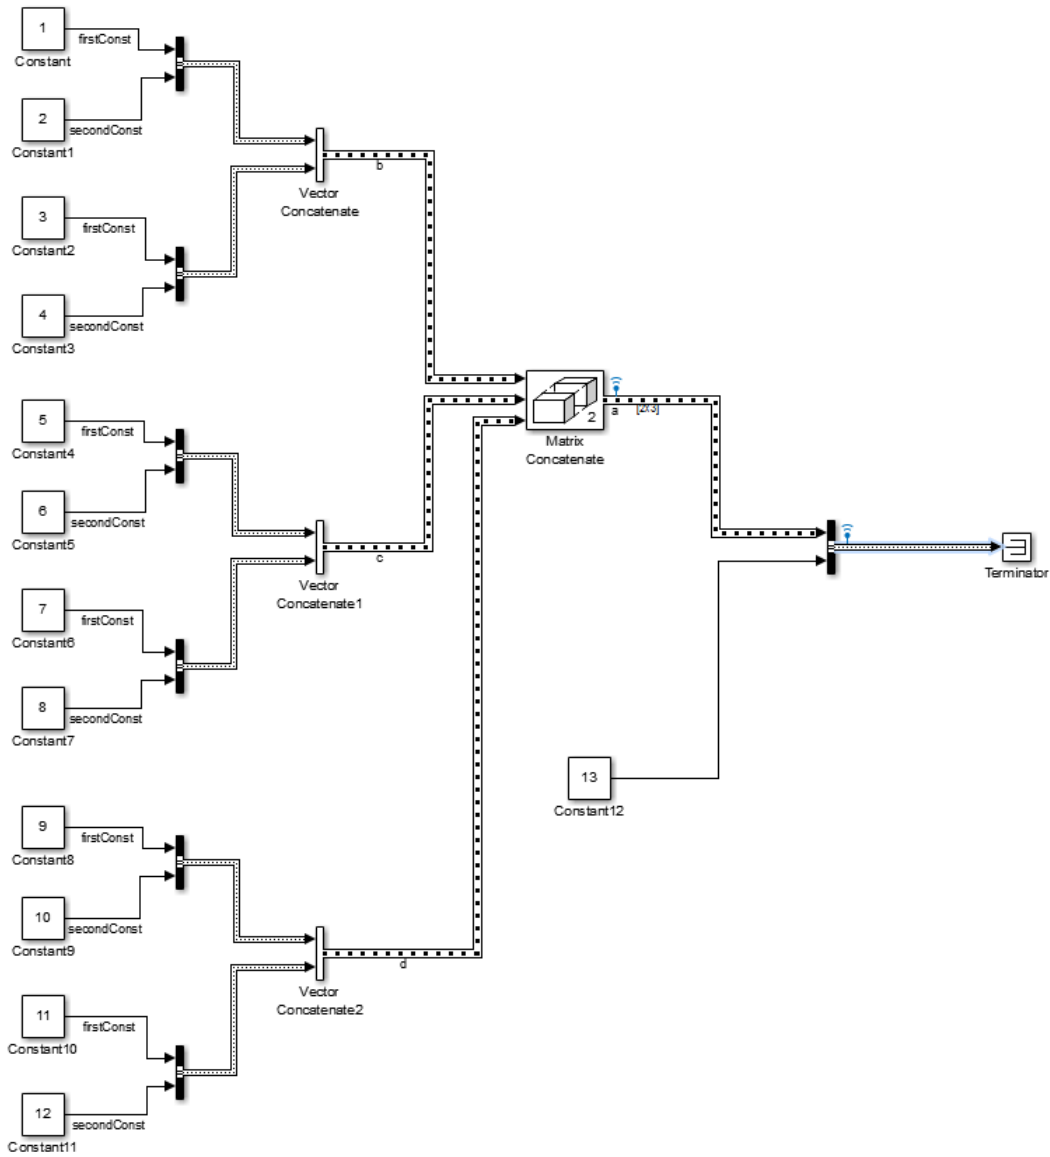 1
firstConst
Constant
2
secondConst
Constant1
b
Vector
Concatenate
3
firstConst
Constant2
4
secondConst
Constant3
5
firstConst
Constant4
6
secondConst
Constant5
c
Vector
Concatenate1
7
firstConst
Constant6
8
secondConst
Constant7
2
a
[2x3]
Matrix
Concatenate
Terminator
13
Constant12
9
firstConst
Constant8
10
secondConst
Constant9
d
Vector
Concatenate2
11
firstConst
Constant10
12
secondConst
Constant11